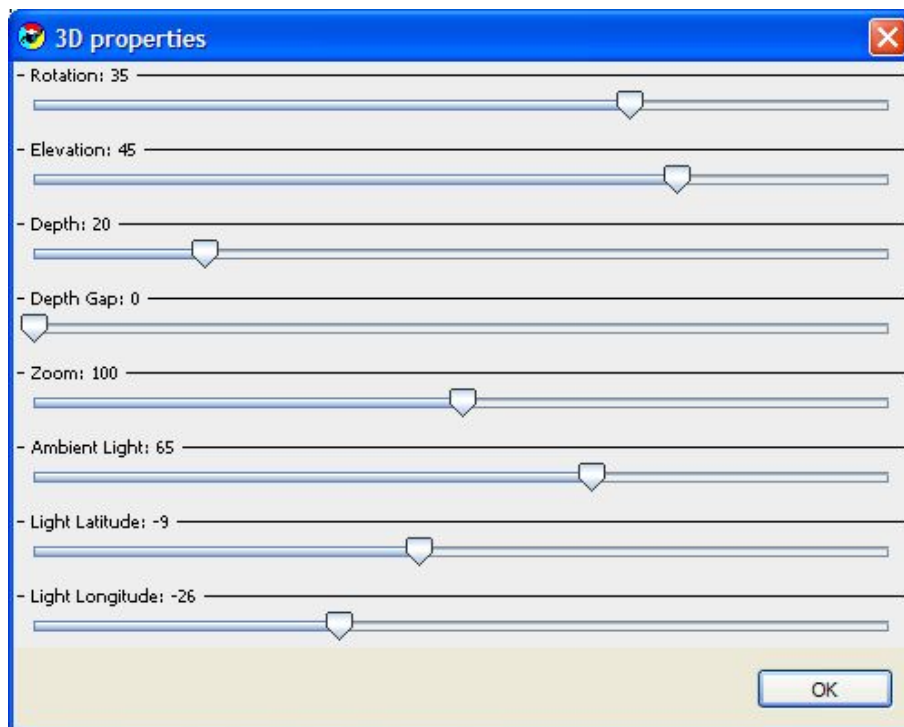 3D properties
Rotation: 35
Elevation: 45
Depth: 20
Depth Gap: 0
Zoom: 100
Ambient Light: 65
Light Latitude: -9
Light Longitude: -26
OK